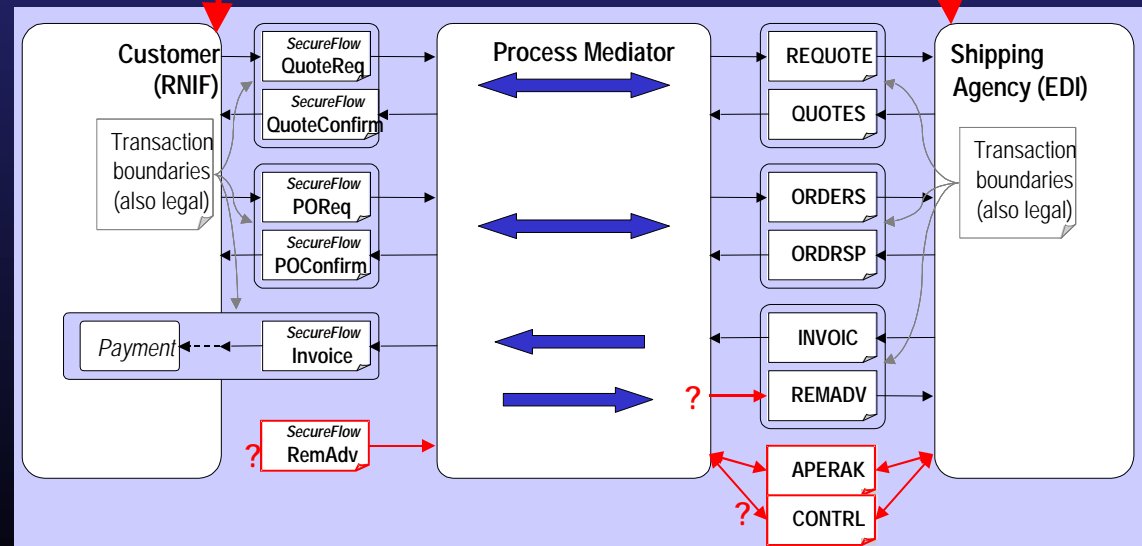 Customer
(RNIF)
Transaction
boundaries
(also legal)
SecureFlow
QuoteReq
SecureFlow
QuoteConfirm
SecureFlow
POReq
SecureFlow
POConfirm
Payment
SecureFlow
Invoice
?
SecureFlow
RemAdv
Process Mediator
REQUOTE
QUOTES
ORDERS
ORDRSP
INVOIC
?
REMADV
APERAK
?
CONTRL
Shipping
Agency (EDI)
Transaction
boundaries
(also legal)